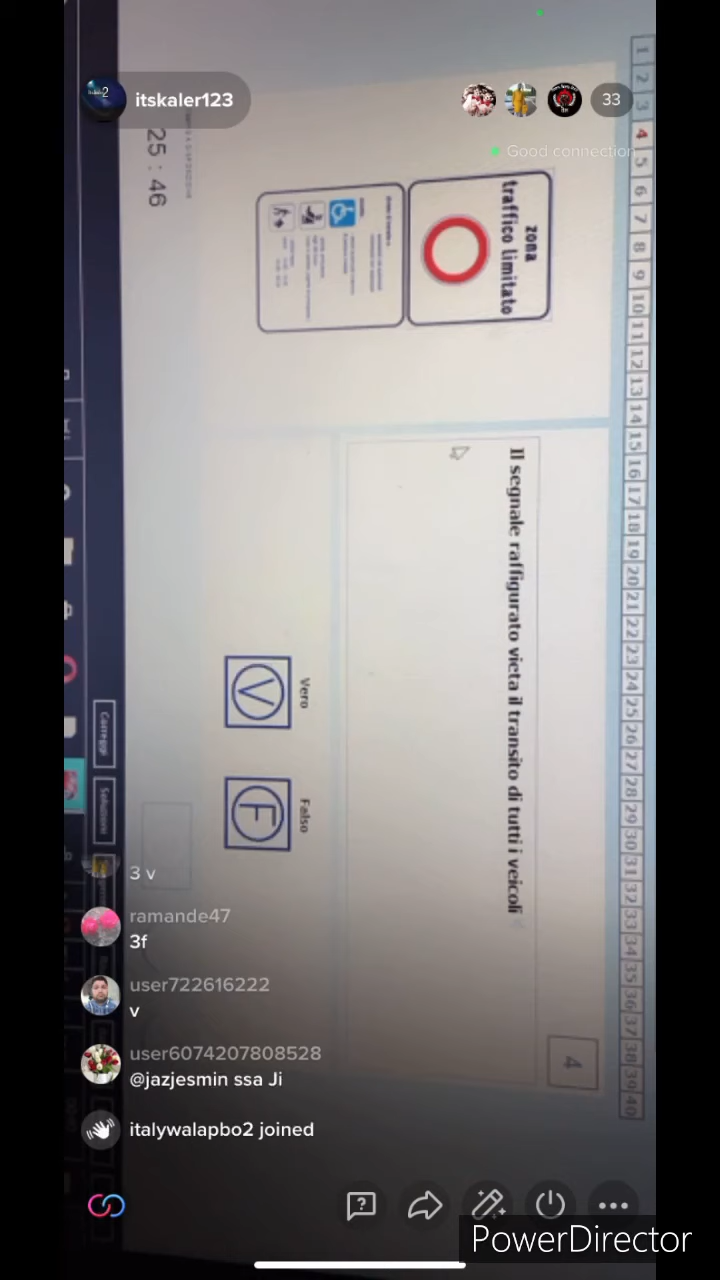 itskaler123
33
Good connection
1 2 3 4 5 6 7 8 9 10 11 12 13 14 15 16 17 18 19 20 21 22 23 24 25 26 27 28 29 30 31 32 33 34 35 36 37 38 39 40
25 : 46
zona
traffico limitato
4
Il segnale raffigurato vieta il transito di tutti i veicoli
Vero
Falso
V
F
Correggi
Soluzione
3 v
ramande47
3f
user722616222
v
user6074207808528
@jazjesmin ssa Ji
italywalapbo2 joined
PowerDirector